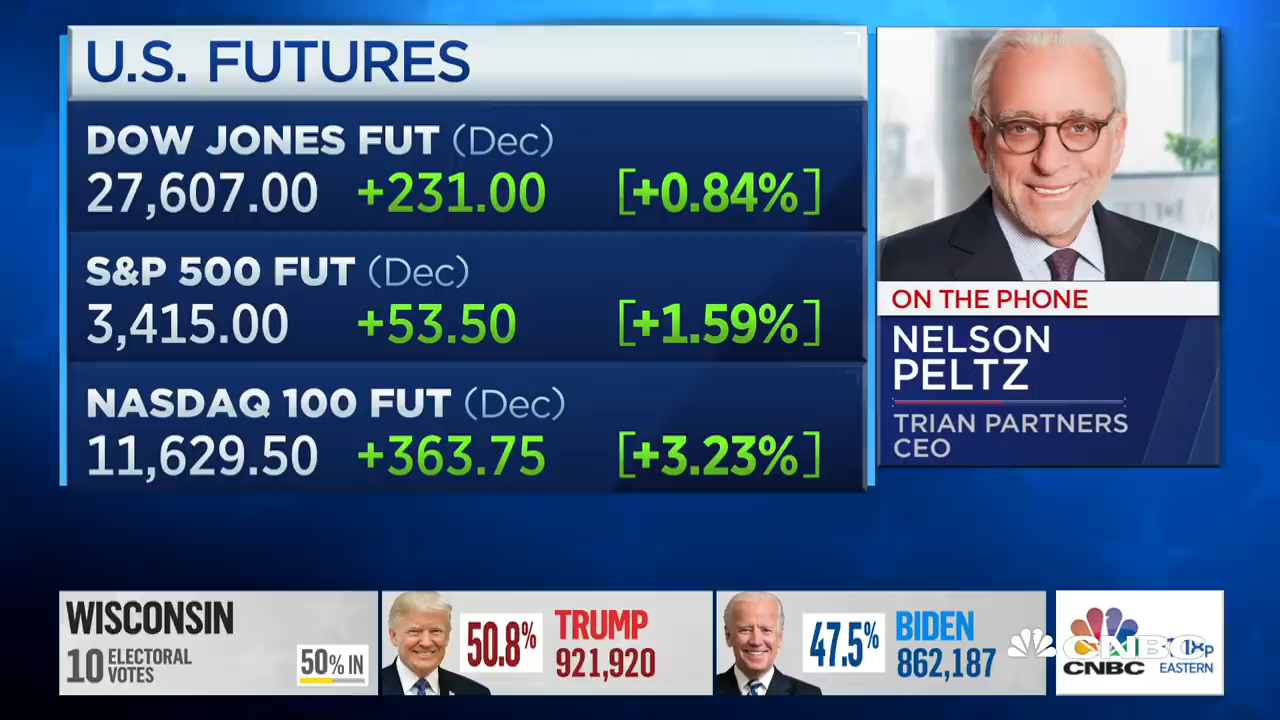 U.S. FUTURES
DOW JONES FUT (Dec)
27,607.00 +231.00 [+0.84%]
S&P 500 FUT (Dec)
3,415.00 +53.50 [+1.59%]
NASDAQ 100 FUT (Dec)
11,629.50 +363.75 [+3.23%]
ON THE PHONE
NELSON
PELTZ
TRIAN PARTNERS
CEO
WISCONSIN
10 ELECTORAL
VOTES
50% IN
50.8%
TRUMP
921,920
47.5%
BIDEN
862,187
CNBC
CNBC
EASTERN